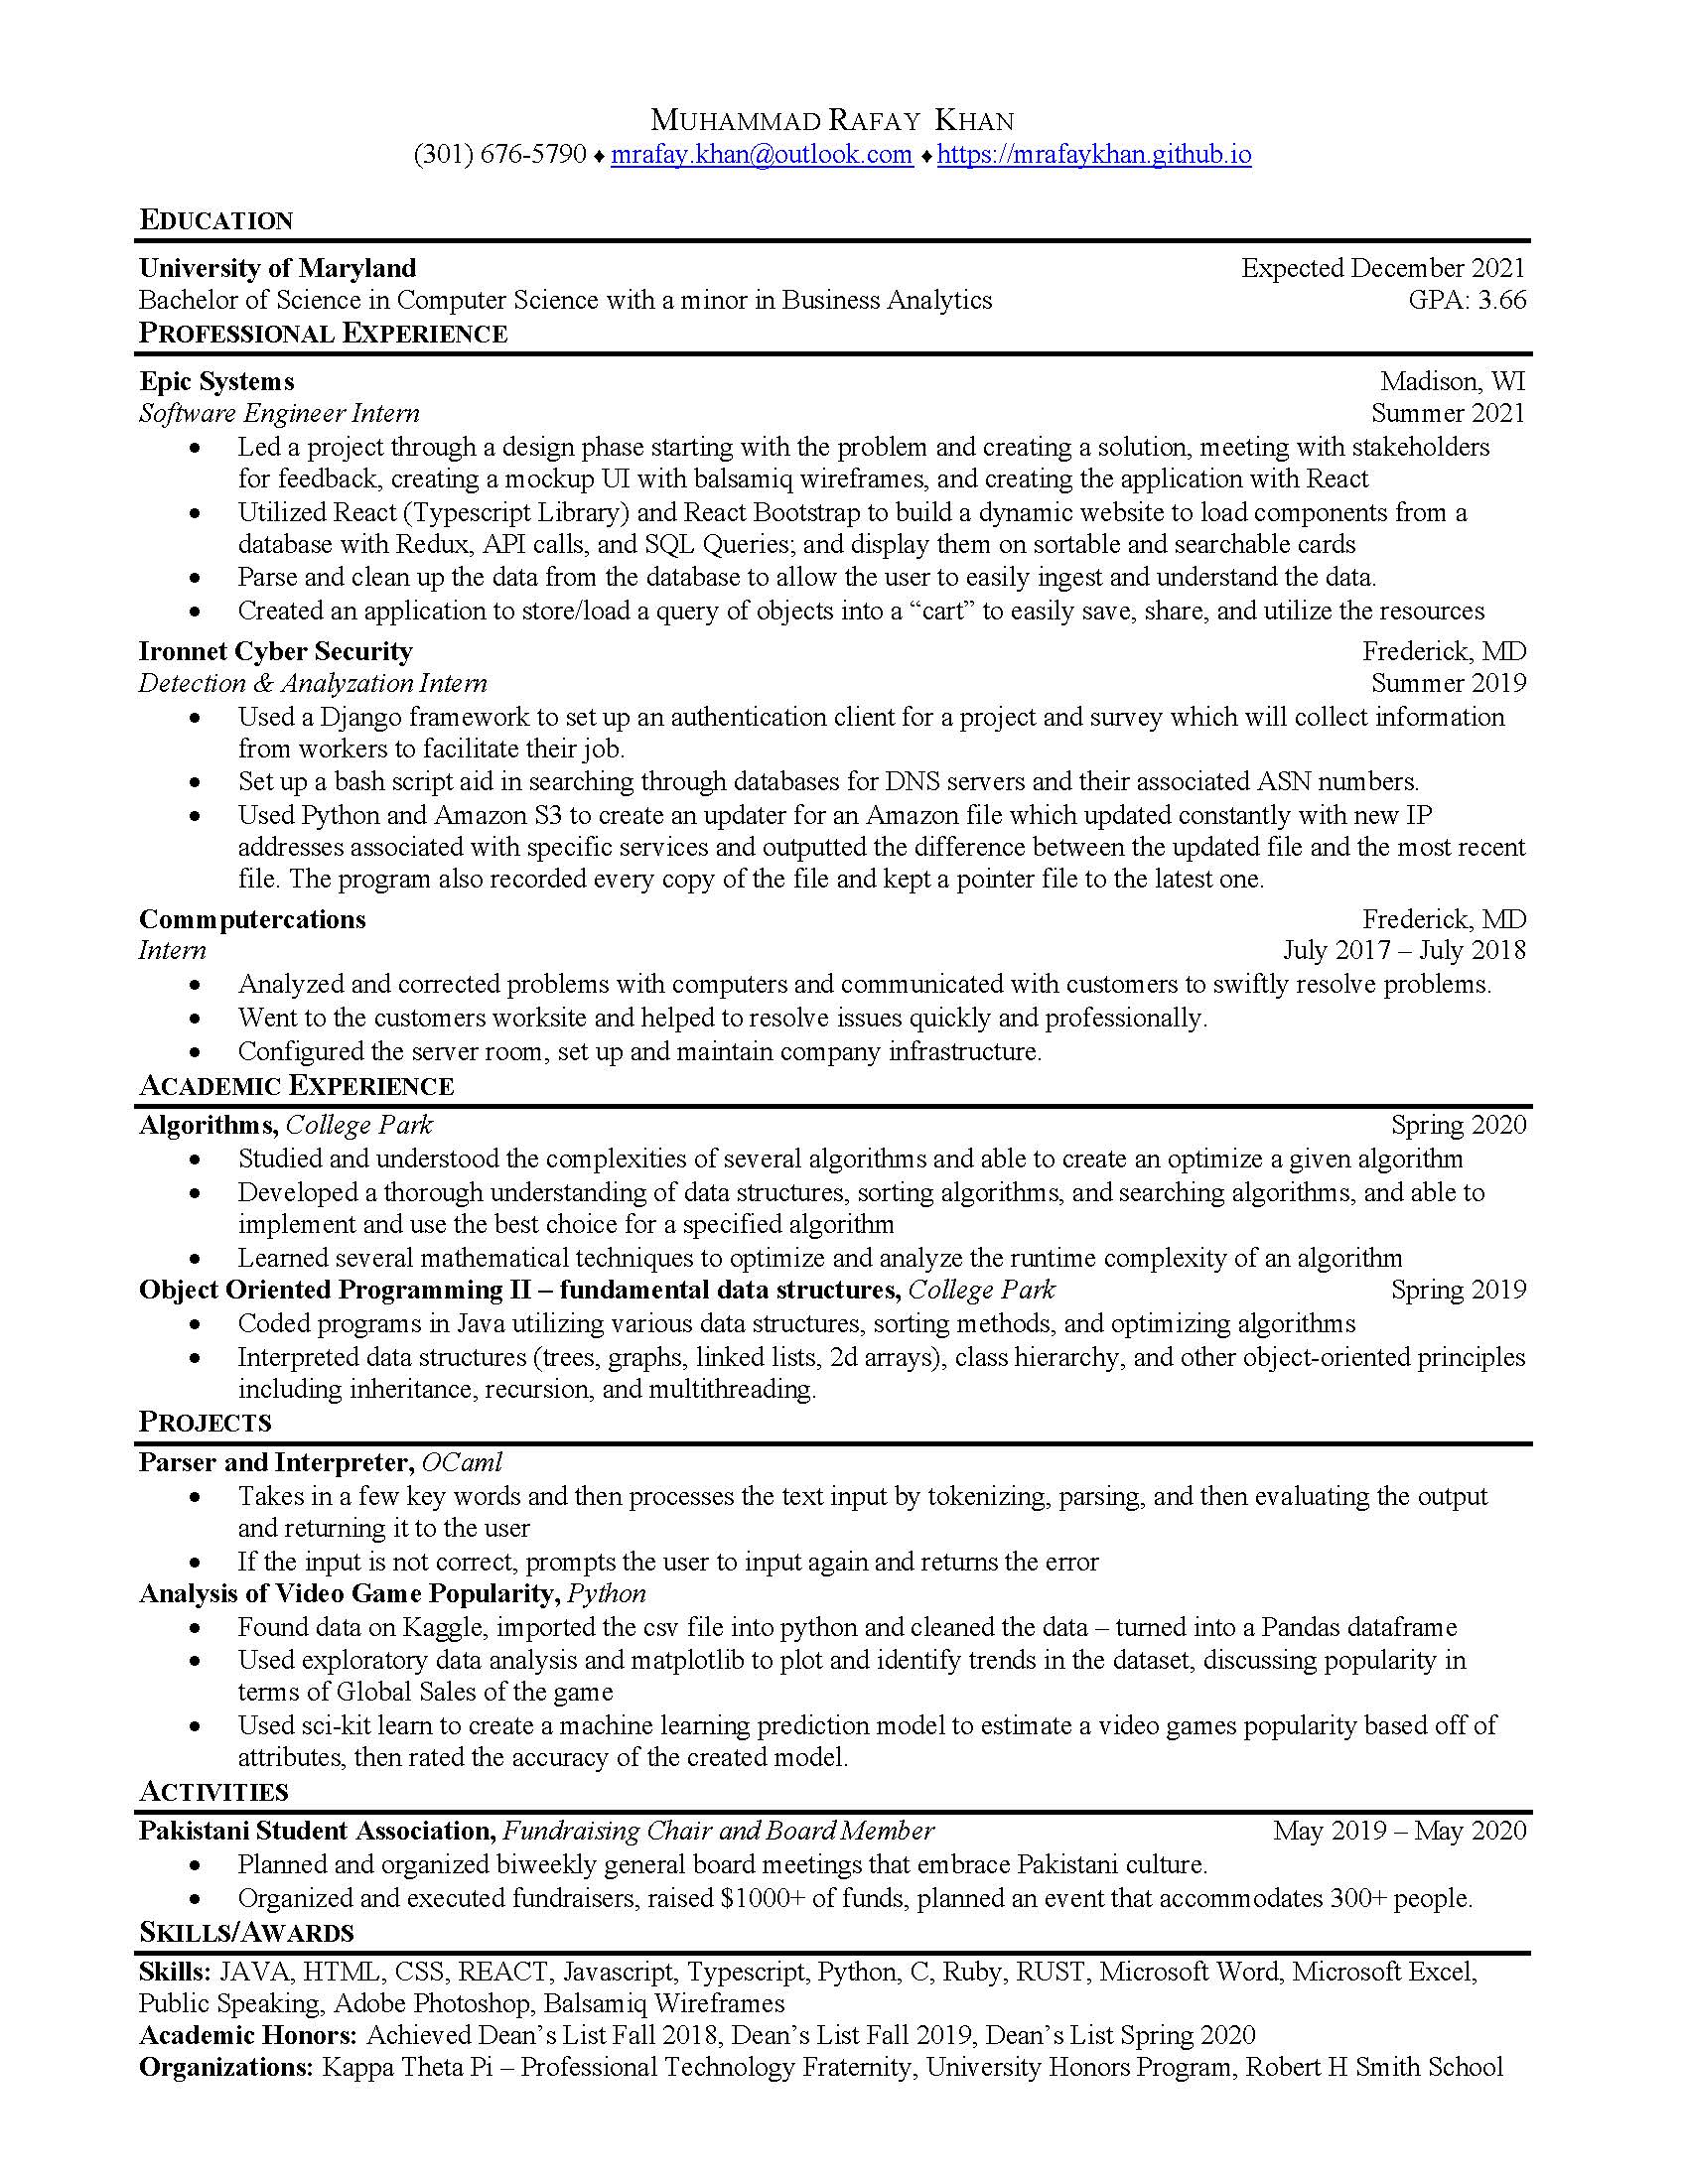 MUHAMMAD RAFAY KHAN
(301) 676-5790 ♦ mrafay.khan@outlook.com ♦ https://mrafaykhan.github.io
EDUCATION
University of Maryland Expected December 2021
Bachelor of Science in Computer Science with a minor in Business Analytics GPA: 3.66
PROFESSIONAL EXPERIENCE
Epic Systems Madison, WI
Software Engineer Intern Summer 2021
• Led a project through a design phase starting with the problem and creating a solution, meeting with stakeholders
for feedback, creating a mockup UI with balsamiq wireframes, and creating the application with React
• Utilized React (Typescript Library) and React Bootstrap to build a dynamic website to load components from a
database with Redux, API calls, and SQL Queries; and display them on sortable and searchable cards
• Parse and clean up the data from the database to allow the user to easily ingest and understand the data.
• Created an application to store/load a query of objects into a “cart” to easily save, share, and utilize the resources
Ironnet Cyber Security Frederick, MD
Detection & Analyzation Intern Summer 2019
• Used a Django framework to set up an authentication client for a project and survey which will collect information
from workers to facilitate their job.
• Set up a bash script aid in searching through databases for DNS servers and their associated ASN numbers.
• Used Python and Amazon S3 to create an updater for an Amazon file which updated constantly with new IP
addresses associated with specific services and outputted the difference between the updated file and the most recent
file. The program also recorded every copy of the file and kept a pointer file to the latest one.
Commputercations Frederick, MD
Intern July 2017 – July 2018
• Analyzed and corrected problems with computers and communicated with customers to swiftly resolve problems.
• Went to the customers worksite and helped to resolve issues quickly and professionally.
• Configured the server room, set up and maintain company infrastructure.
ACADEMIC EXPERIENCE
Algorithms, College Park Spring 2020
• Studied and understood the complexities of several algorithms and able to create an optimize a given algorithm
• Developed a thorough understanding of data structures, sorting algorithms, and searching algorithms, and able to
implement and use the best choice for a specified algorithm
• Learned several mathematical techniques to optimize and analyze the runtime complexity of an algorithm
Object Oriented Programming II – fundamental data structures, College Park Spring 2019
• Coded programs in Java utilizing various data structures, sorting methods, and optimizing algorithms
• Interpreted data structures (trees, graphs, linked lists, 2d arrays), class hierarchy, and other object-oriented principles
including inheritance, recursion, and multithreading.
PROJECTS
Parser and Interpreter, OCaml
• Takes in a few key words and then processes the text input by tokenizing, parsing, and then evaluating the output
and returning it to the user
• If the input is not correct, prompts the user to input again and returns the error
Analysis of Video Game Popularity, Python
• Found data on Kaggle, imported the csv file into python and cleaned the data – turned into a Pandas dataframe
• Used exploratory data analysis and matplotlib to plot and identify trends in the dataset, discussing popularity in
terms of Global Sales of the game
• Used sci-kit learn to create a machine learning prediction model to estimate a video games popularity based off of
attributes, then rated the accuracy of the created model.
ACTIVITIES
Pakistani Student Association, Fundraising Chair and Board Member May 2019 – May 2020
• Planned and organized biweekly general board meetings that embrace Pakistani culture.
• Organized and executed fundraisers, raised $1000+ of funds, planned an event that accommodates 300+ people.
SKILLS/AWARDS
Skills: JAVA, HTML, CSS, REACT, Javascript, Typescript, Python, C, Ruby, RUST, Microsoft Word, Microsoft Excel,
Public Speaking, Adobe Photoshop, Balsamiq Wireframes
Academic Honors: Achieved Dean’s List Fall 2018, Dean’s List Fall 2019, Dean’s List Spring 2020
Organizations: Kappa Theta Pi – Professional Technology Fraternity, University Honors Program, Robert H Smith School